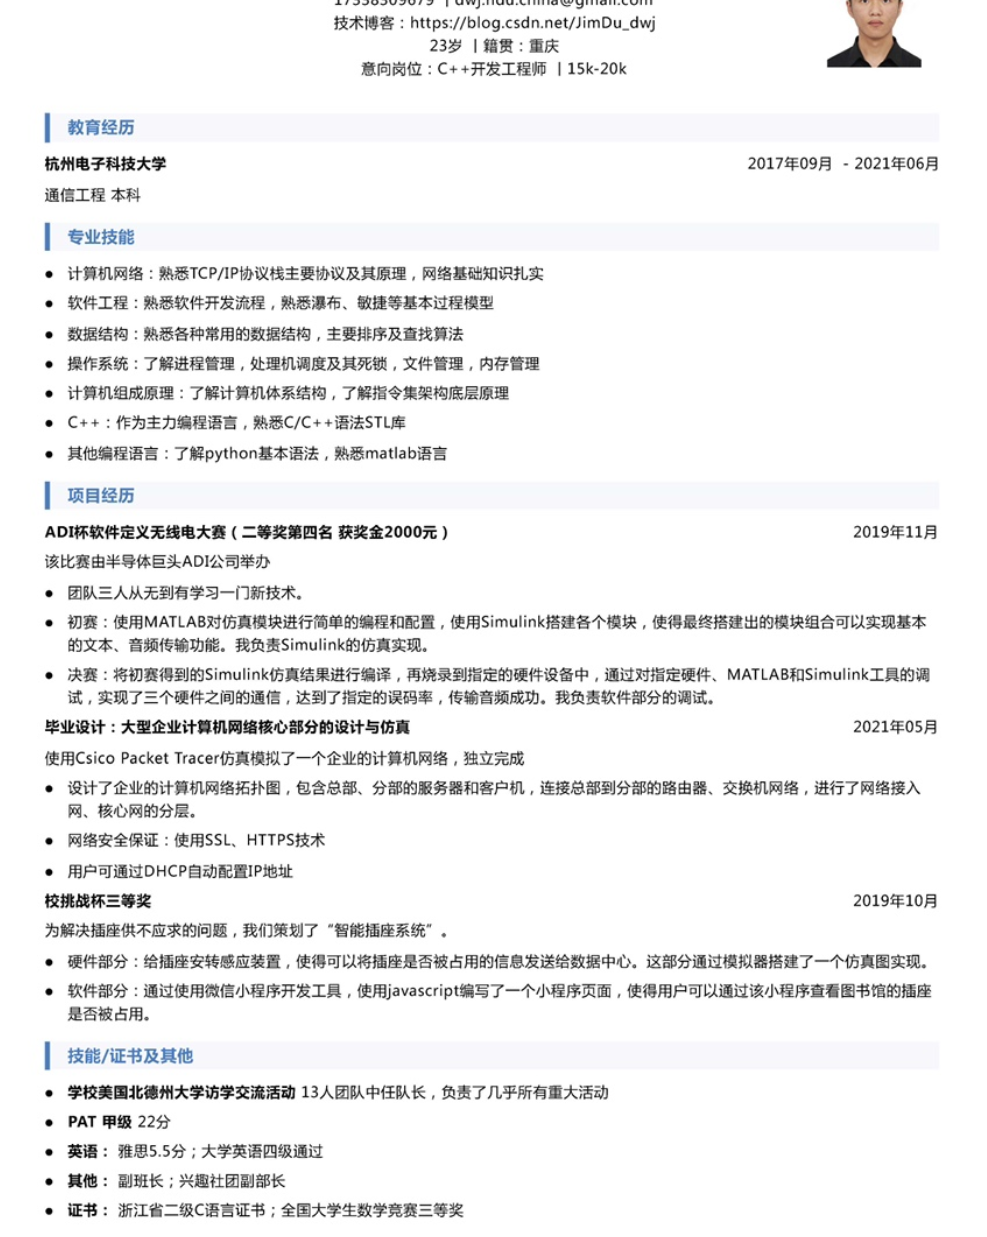 技术博客：https://blog.csdn.net/JimDu_dwj
23岁 | 籍贯：重庆
意向岗位：C++开发工程师 | 15k-20k
教育经历
杭州电子科技大学 2017年09月 - 2021年06月
通信工程 本科
专业技能
● 计算机网络：熟悉TCP/IP协议栈主要协议及其原理，网络基础知识扎实
● 软件工程：熟悉软件开发流程，熟悉瀑布、敏捷等基本过程模型
● 数据结构：熟悉各种常用的数据结构，主要排序及查找算法
● 操作系统：了解进程管理，处理机调度及其死锁，文件管理，内存管理
● 计算机组成原理：了解计算机体系结构，了解指令集架构底层原理
● C++：作为主力编程语言，熟悉C/C++语法STL库
● 其他编程语言：了解python基本语法，熟悉matlab语言
项目经历
ADI杯软件定义无线电大赛（二等奖第四名 获奖金2000元） 2019年11月
该比赛由半导体巨头ADI公司举办
● 团队三人从无到有学习一门新技术。
● 初赛：使用MATLAB对仿真模块进行简单的编程和配置，使用Simulink搭建各个模块，使得最终搭建出的模块组合可以实现基本
的文本、音频传输功能。我负责Simulink的仿真实现。
● 决赛：将初赛得到的Simulink仿真结果进行编译，再烧录到指定的硬件设备中，通过对指定硬件、MATLAB和Simulink工具的调
试，实现了三个硬件之间的通信，达到了指定的误码率，传输音频成功。我负责软件部分的调试。
毕业设计：大型企业计算机网络核心部分的设计与仿真 2021年05月
使用Csico Packet Tracer仿真模拟了一个企业的计算机网络，独立完成
● 设计了企业的计算机网络拓扑图，包含总部、分部的服务器和客户机，连接总部到分部的路由器、交换机网络，进行了网络接入
网、核心网的分层。
● 网络安全保证：使用SSL、HTTPS技术
● 用户可通过DHCP自动配置IP地址
校挑战杯三等奖 2019年10月
为解决插座供不应求的问题，我们策划了“智能插座系统”。
● 硬件部分：给插座安转感应装置，使得可以将插座是否被占用的信息发送给数据中心。这部分通过模拟器搭建了一个仿真图实现。
● 软件部分：通过使用微信小程序开发工具，使用javascript编写了一个小程序页面，使得用户可以通过该小程序查看图书馆的插座
是否被占用。
技能/证书及其他
● 学校美国北德州大学访学交流活动 13人团队中任队长，负责了几乎所有重大活动
● PAT 甲级 22分
● 英语： 雅思5.5分；大学英语四级通过
● 其他： 副班长；兴趣社团副部长
● 证书： 浙江省二级C语言证书；全国大学生数学竞赛三等奖